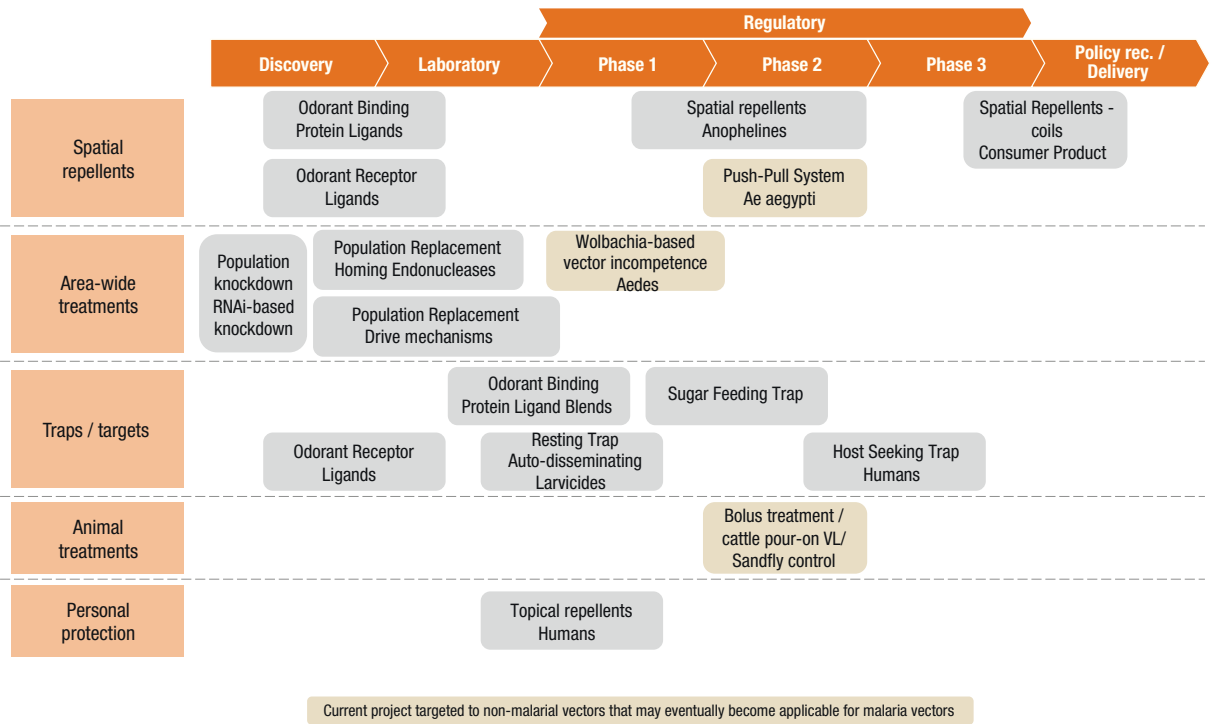 Regulatory
Discovery
Laboratory
Phase 1
Phase 2
Phase 3
Policy rec. /
Delivery
Spatial
repellents
Odorant Binding
Protein Ligands
Spatial repellents
Anophelines
Spatial Repellents -
coils
Consumer Product
Odorant Receptor
Ligands
Push-Pull System
Ae aegypti
Area-wide
treatments
Population
knockdown
RNAi-based
knockdown
Population Replacement
Homing Endonucleases
Wolbachia-based
vector incompetence
Aedes
Population Replacement
Drive mechanisms
Traps / targets
Odorant Binding
Protein Ligand Blends
Sugar Feeding Trap
Odorant Receptor
Ligands
Resting Trap
Auto-disseminating
Larvicides
Host Seeking Trap
Humans
Animal
treatments
Bolus treatment /
cattle pour-on VL/
Sandfly control
Personal
protection
Topical repellents
Humans
Current project targeted to non-malarial vectors that may eventually become applicable for malaria vectors